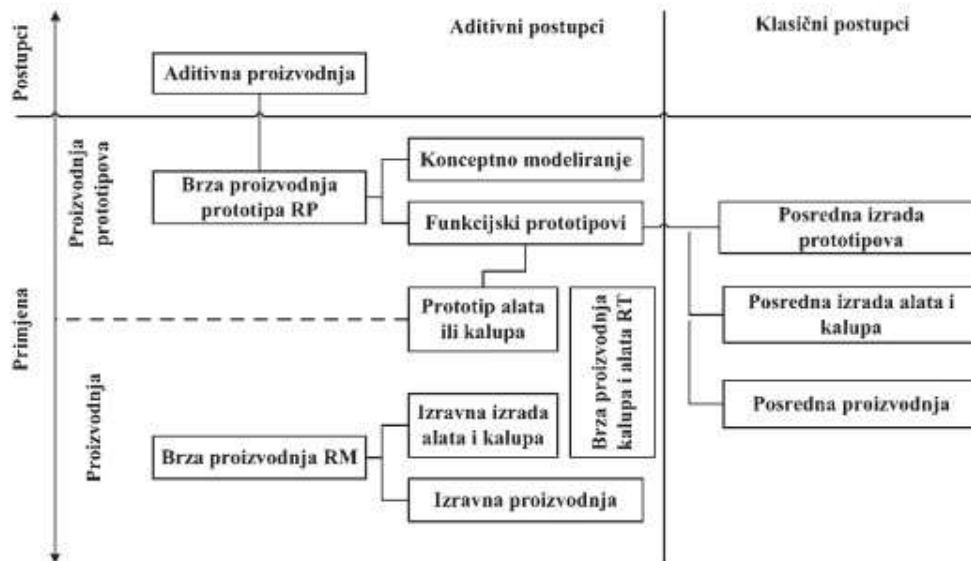 Aditivni postupci
Klasični postupci
Postupci
Aditivna proizvodnja
Proizvodnja
prototipova
Konceptno modeliranje
Brza proizvodnja
prototipa RP
Funkcijski prototipovi
Posredna izrada
prototipova
Primjena
Prototip alata
ili kalupa
Brza proizvodnja
kalupa i alata RT
Posredna izrada alata i
kalupa
Proizvodnja
Izravna izrada
alata i kalupa
Posredna proizvodnja
Brza proizvodnja RM
Izravna proizvodnja